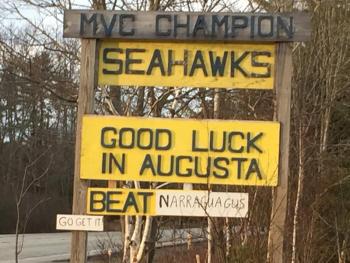 MVC CHAMPION
SEAHAWKS
GOOD LUCK
IN AUGUSTA
BEAT NARRAGUAGUS
GO GET IT